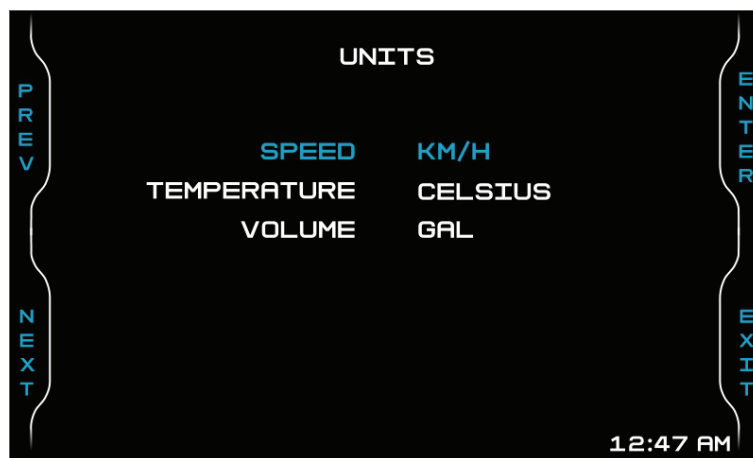 UNITS
PREV
ENTER
SPEED KM/H
TEMPERATURE CELSIUS
VOLUME GAL
NEXT
EXIT
12:47 AM